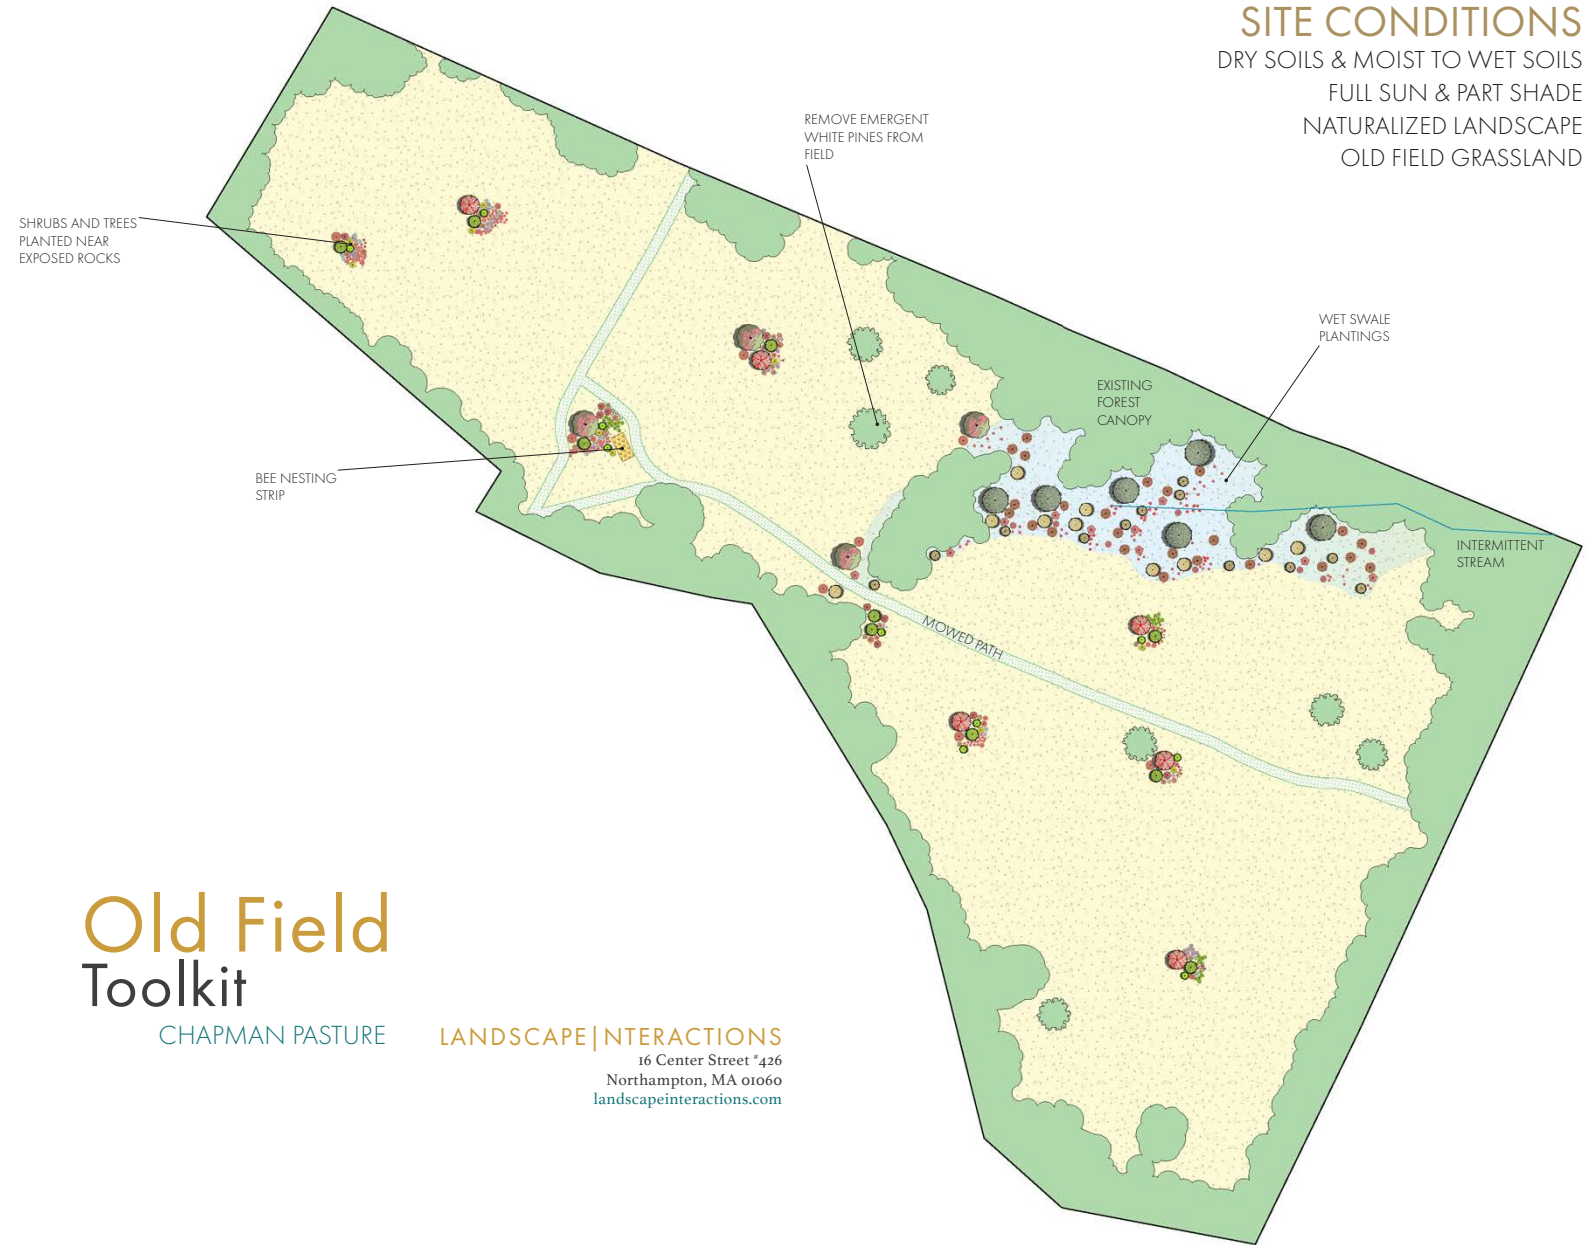 SITE CONDITIONS
DRY SOILS & MOIST TO WET SOILS
FULL SUN & PART SHADE
NATURALIZED LANDSCAPE
OLD FIELD GRASSLAND
REMOVE EMERGENT
WHITE PINES FROM
FIELD
SHRUBS AND TREES
PLANTED NEAR
EXPOSED ROCKS
WET SWALE
PLANTINGS
EXISTING
FOREST
CANOPY
BEE NESTING
STRIP
INTERMITTENT
STREAM
MOWED PATH
Old Field
Toolkit
CHAPMAN PASTURE
LANDSCAPE|NTERACTIONS
16 Center Street #426
Northampton, MA 01060
landscapeinteractions.com